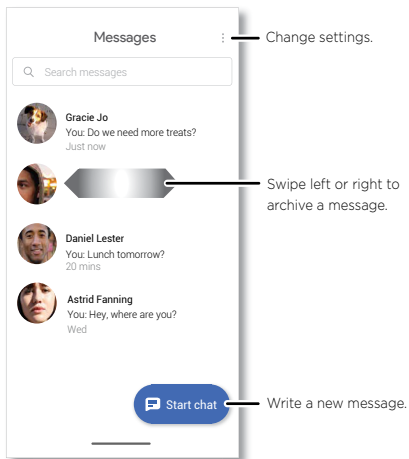 Messages
Change settings.
Search messages
Gracie Jo
You: Do we need more treats?
Just now
Swipe left or right to
archive a message.
Daniel Lester
You: Lunch tomorrow?
20 mins
Astrid Fanning
You: Hey, where are you?
Wed
Start chat
Write a new message.